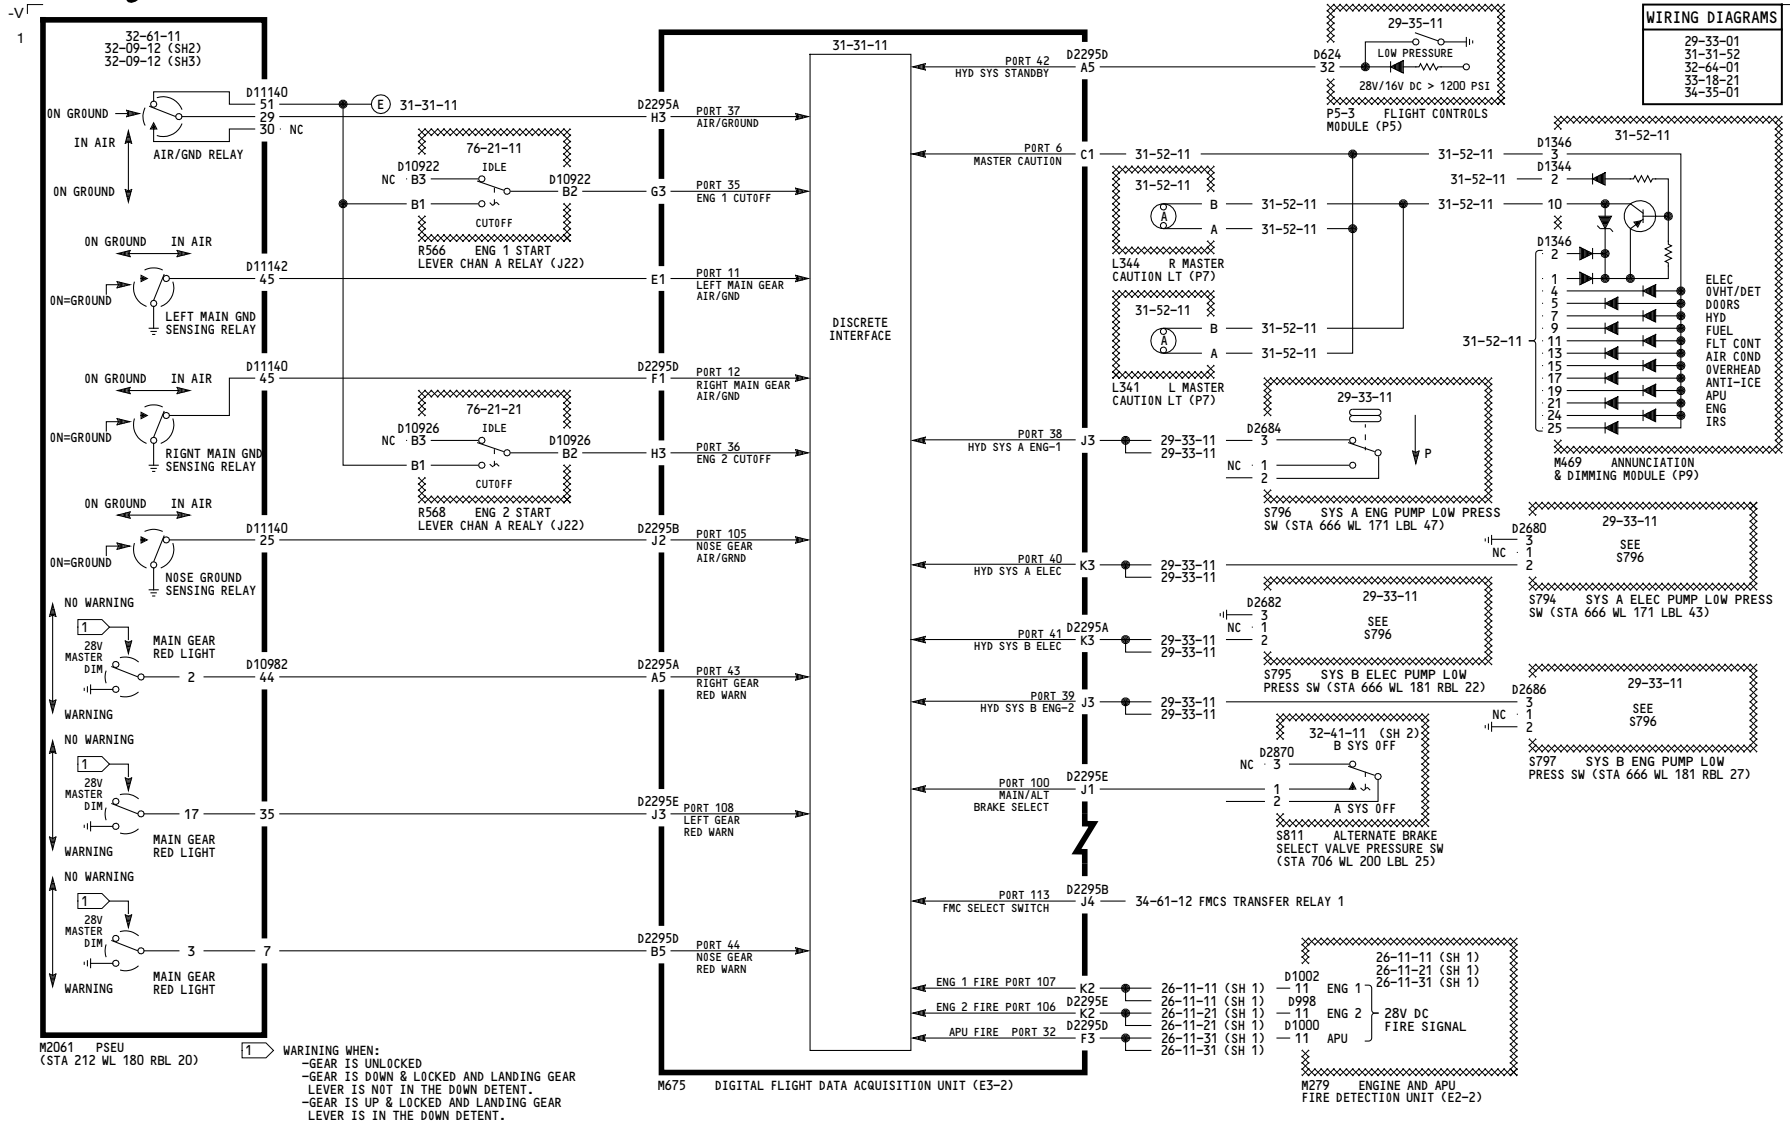 -V
1
32-61-11
32-09-12 (SH2)
32-09-12 (SH3)
ON GROUND
IN AIR
ON GROUND
AIR/GND RELAY
D11140
51
29
30 NC
E 31-31-11
ON GROUND IN AIR
ON=GROUND
LEFT MAIN GND
SENSING RELAY
D11142
45
ON GROUND IN AIR
ON=GROUND
RIGNT MAIN GND
SENSING RELAY
D11140
45
ON GROUND IN AIR
ON=GROUND
NOSE GROUND
SENSING RELAY
D11140
25
NO WARNING
1
28V
MASTER
DIM
MAIN GEAR
RED LIGHT
2
D10982
44
WARNING
NO WARNING
1
28V
MASTER
DIM
17
35
MAIN GEAR
RED LIGHT
WARNING
NO WARNING
1
28V
MASTER
DIM
3
7
MAIN GEAR
RED LIGHT
WARNING
M2061 PSEU
(STA 212 WL 180 RBL 20)
1 WARINING WHEN:
-GEAR IS UNLOCKED
-GEAR IS DOWN & LOCKED AND LANDING GEAR
LEVER IS NOT IN THE DOWN DETENT.
-GEAR IS UP & LOCKED AND LANDING GEAR
LEVER IS IN THE DOWN DETENT.
76-21-11
D10922
NC B3
IDLE
D10922
B2
B1
CUTOFF
R566 ENG 1 START
LEVER CHAN A RELAY (J22)
76-21-21
D10926
NC B3
IDLE
D10926
B2
B1
CUTOFF
R568 ENG 2 START
LEVER CHAN A REALY (J22)
31-31-11
DISCRETE
INTERFACE
D2295A
H3
PORT 37
AIR/GROUND
G3
PORT 35
ENG 1 CUTOFF
E1
PORT 11
LEFT MAIN GEAR
AIR/GND
D2295D
F1
PORT 12
RIGHT MAIN GEAR
AIR/GND
H3
PORT 36
ENG 2 CUTOFF
D2295B
J2
PORT 105
NOSE GEAR
AIR/GRND
D2295A
A5
PORT 43
RIGHT GEAR
RED WARN
D2295E
J3
PORT 108
LEFT GEAR
RED WARN
D2295D
B5
PORT 44
NOSE GEAR
RED WARN
M675 DIGITAL FLIGHT DATA ACQUISITION UNIT (E3-2)
PORT 42
HYD SYS STANDBY
D2295D
A5
PORT 6
MASTER CAUTION
C1
31-52-11
31-52-11
PORT 38
HYD SYS A ENG-1
J3
29-33-11
29-33-11
PORT 40
HYD SYS A ELEC
K3
29-33-11
29-33-11
PORT 41
HYD SYS B ELEC
D2295A
K3
29-33-11
29-33-11
PORT 39
HYD SYS B ENG-2
J3
29-33-11
29-33-11
PORT 100
MAIN/ALT
BRAKE SELECT
D2295E
J1
PORT 113
FMC SELECT SWITCH
D2295B
J4
34-61-12 FMCS TRANSFER RELAY 1
ENG 1 FIRE PORT 107
K2
26-11-11 (SH 1)
26-11-11 (SH 1)
ENG 2 FIRE PORT 106
D2295E
K2
26-11-21 (SH 1)
26-11-21 (SH 1)
APU FIRE PORT 32
D2295D
F3
26-11-31 (SH 1)
26-11-31 (SH 1)
D624
32
29-35-11
LOW PRESSURE
28V/16V DC > 1200 PSI
P5-3 FLIGHT CONTROLS
MODULE (P5)
WIRING DIAGRAMS
29-33-01
31-31-52
32-64-01
33-18-21
34-35-01
31-52-11
A
B
31-52-11
31-52-11
A
31-52-11
L344 R MASTER
CAUTION LT (P7)
31-52-11
A
B
31-52-11
A
31-52-11
L341 L MASTER
CAUTION LT (P7)
31-52-11
D1346
3
D1344
31-52-11
2
10
D1346
2
1
4
5
7
9
11
13
15
17
19
21
24
25
31-52-11
ELEC
OVHT/DET
DOORS
HYD
FUEL
FLT CONT
AIR COND
OVERHEAD
ANTI-ICE
APU
ENG
IRS
M469 ANNUNCIATION
& DIMMING MODULE (P9)
29-33-11
D2684
3
NC 1
2
P
S796 SYS A ENG PUMP LOW PRESS
SW (STA 666 WL 171 LBL 47)
D2680
3
NC 1
2
29-33-11
SEE
S796
S794 SYS A ELEC PUMP LOW PRESS
SW (STA 666 WL 171 LBL 43)
D2682
3
NC 1
2
29-33-11
SEE
S796
S795 SYS B ELEC PUMP LOW
PRESS SW (STA 666 WL 181 RBL 22)
D2686
3
NC 1
2
29-33-11
SEE
S796
S797 SYS B ENG PUMP LOW
PRESS SW (STA 666 WL 181 RBL 27)
32-41-11 (SH 2)
B SYS OFF
D2870
NC 3
1
2
A SYS OFF
S811 ALTERNATE BRAKE
SELECT VALVE PRESSURE SW
(STA 706 WL 200 LBL 25)
26-11-11 (SH 1)
26-11-21 (SH 1)
26-11-31 (SH 1)
D1002
11 ENG 1
D998
11 ENG 2
D1000
11 APU
28V DC
FIRE SIGNAL
M279 ENGINE AND APU
FIRE DETECTION UNIT (E2-2)